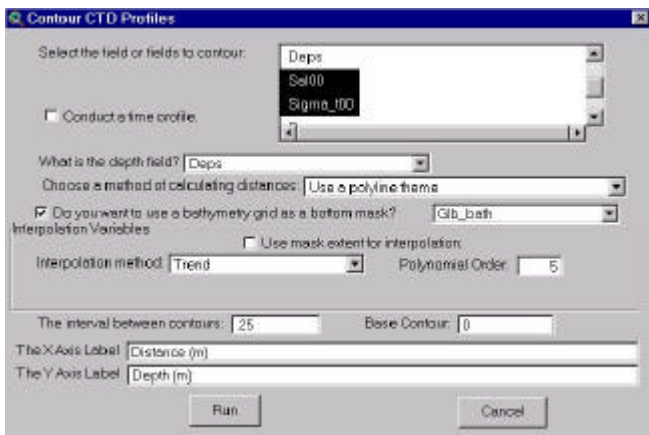 Contour CTD Profiles
Select the field or fields to contour:
Deps
Sal00
Sigma_t00
Conduct a time profile.
What is the depth field? Deps
Choose a method of calculating distances: Use a polyline theme
Do you want to use a bathymetry grid as a bottom mask? Glb_bath
Interpolation Variables
Use mask extent for interpolation:
Interpolation method: Trend Polynomial Order: 5
The interval between contours: .25 Base Contour: 0
The X Axis Label Distance (m)
The Y Axis Label Depth (m)
Run Cancel